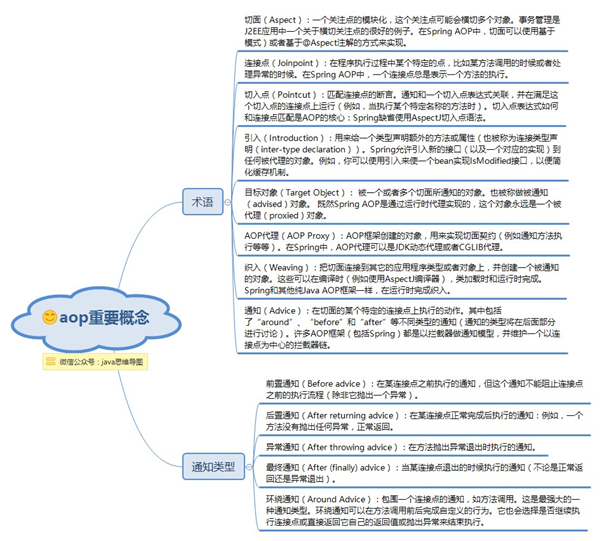 切面（Aspect）：一个关注点的模块化，这个关注点可能会横切多个对象。事务管理是
J2EE应用中一个关于横切关注点的很好的例子。在Spring AOP中，切面可以使用基于
模式）或者基于@Aspect注解的方式来实现。
连接点（Joinpoint）：在程序执行过程中某个特定的点，比如某方法调用的时候或者处
理异常的时候。在Spring AOP中，一个连接点总是表示一个方法的执行。
切入点（Pointcut）：匹配连接点的断言。通知和一个切入点表达式关联，并在满足这
个切入点的连接点上运行（例如，当执行某个特定名称的方法时）。切入点表达式如何
和连接点匹配是AOP的核心：Spring缺省使用AspectJ切入点语法。
引入（Introduction）：用来给一个类型声明额外的方法或属性（也被称为连接类型声
明（inter-type declaration））。Spring允许引入新的接口（以及一个对应的实现）到
任何被代理的对象。例如，你可以使用引入来使一个bean实现IsModified接口，以便简
化缓存机制。
术语
目标对象（Target Object）： 被一个或者多个切面所通知的对象。也被称做被通知
（advised）对象。 既然Spring AOP是通过运行时代理实现的，这个对象永远是一个被
代理（proxied）对象。
AOP代理（AOP Proxy）：AOP框架创建的对象，用来实现切面契约（例如通知方法执
行等等）。在Spring中，AOP代理可以是JDK动态代理或者CGLIB代理。
织入（Weaving）：把切面连接到其它的应用程序类型或者对象上，并创建一个被通知
的对象。这些可以在编译时（例如使用AspectJ编译器），类加载时和运行时完成。
Spring和其他纯Java AOP框架一样，在运行时完成织入。
通知（Advice）：在切面的某个特定的连接点上执行的动作。其中包括
了“around”、“before”和“after”等不同类型的通知（通知的类型将在后面部分
进行讨论）。许多AOP框架（包括Spring）都是以拦截器做通知模型，并维护一个以连
接点为中心的拦截器链。
aop重要概念
微信公众号：java思维导图
前置通知（Before advice）：在某连接点之前执行的通知，但这个通知不能阻止连接点
之前的执行流程（除非它抛出一个异常）。
后置通知（After returning advice）：在某连接点正常完成后执行的通知：例如，一个
方法没有抛出任何异常，正常返回。
通知类型
异常通知（After throwing advice）：在方法抛出异常退出时执行的通知。
最终通知（After (finally) advice）：当某连接点退出的时候执行的通知（不论是正常返
回还是异常退出）。
环绕通知（Around Advice）：包围一个连接点的通知，如方法调用。这是最强大的一
种通知类型。环绕通知可以在方法调用前后完成自定义的行为。它也会选择是否继续执
行连接点或直接返回它自己的返回值或抛出异常来结束执行。